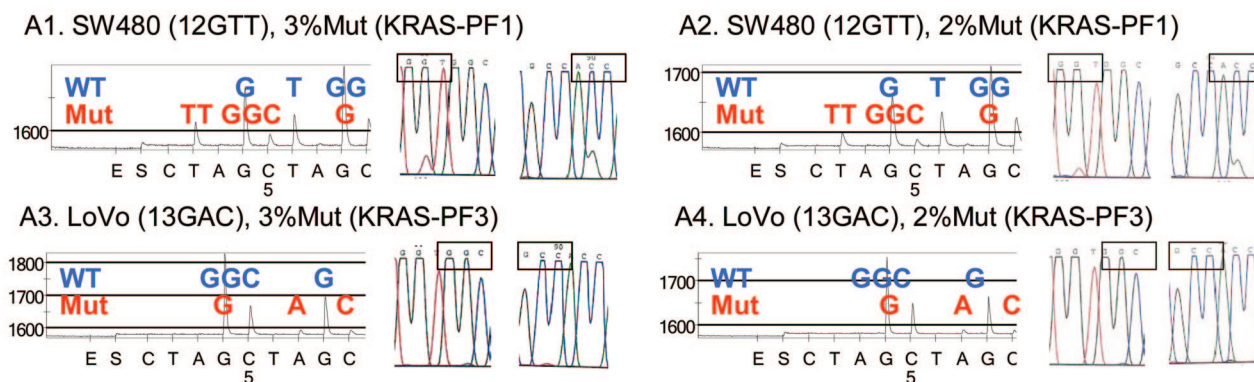 A1. SW480 (12GTT), 3%Mut (KRAS-PF1)
WT G T GG
Mut TT GGC G
1600
E S C T A G C T A G C
5
G G T G G C
G C C A C C
90
A2. SW480 (12GTT), 2%Mut (KRAS-PF1)
1700
WT G T GG
Mut TT GGC G
1600
E S C T A G C T A G C
5
G G T G G C
G C C A C C
A3. LoVo (13GAC), 3%Mut (KRAS-PF3)
1800
WT GGC G
1700
Mut G A C
1600
E S C T A G C T A G C
5
G G G G C
G C C A C C
90
A4. LoVo (13GAC), 2%Mut (KRAS-PF3)
WT GGC G
1700
Mut G A C
1600
E S C T A G C T A G C
5
G G T G G C
G C C C C